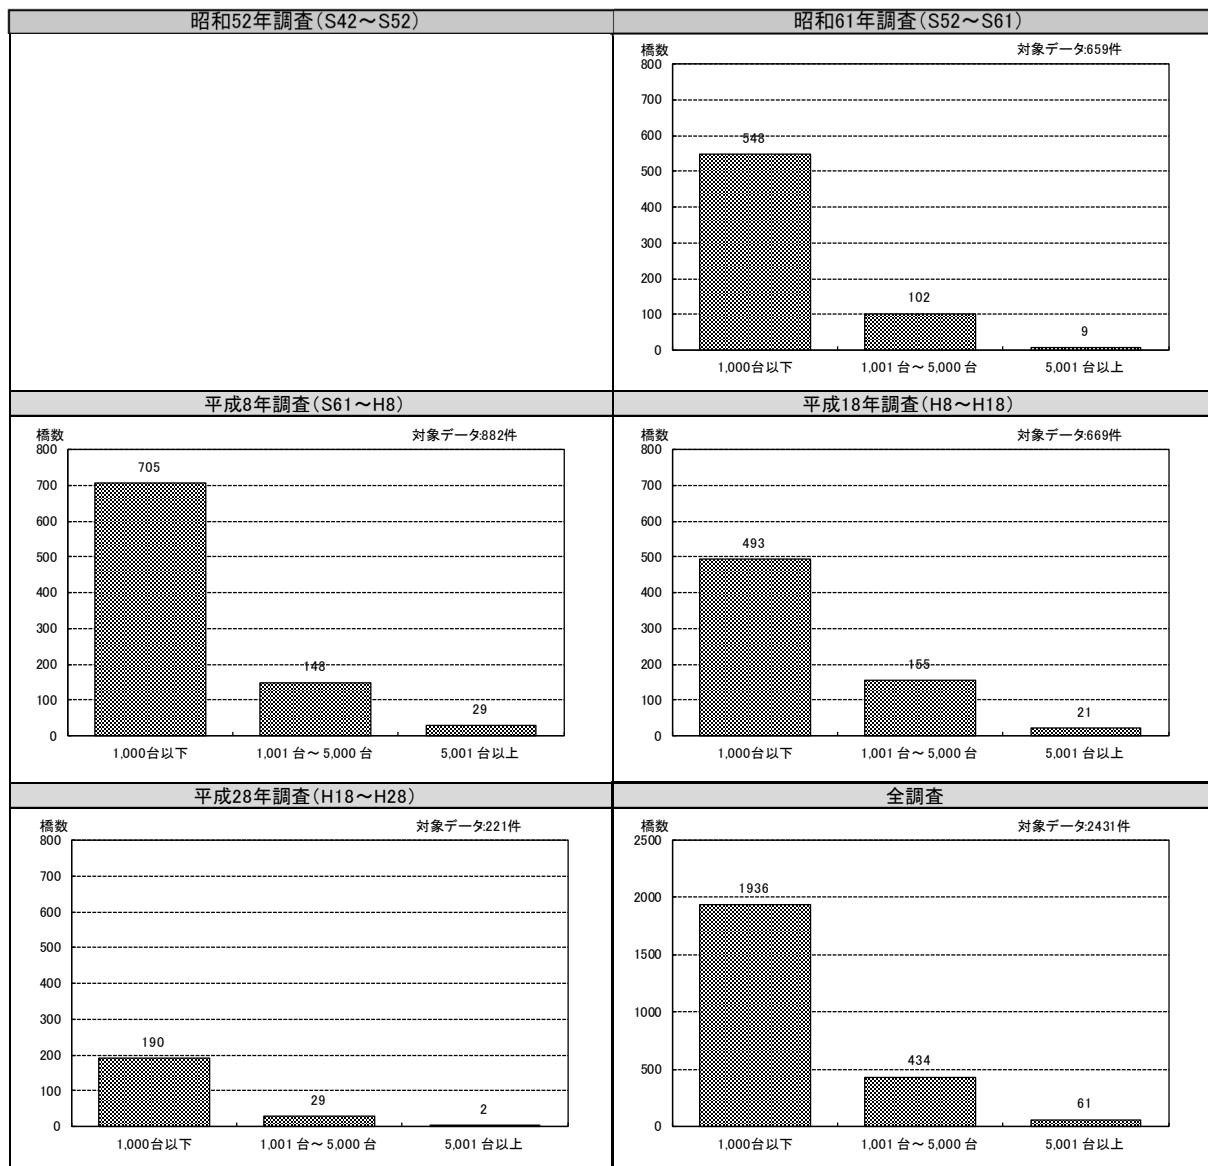 昭和52年調査(S42～S52)
昭和61年調査(S52～S61)
橋数
対象データ:659件
800
700
600
500
400
300
200
100
0
548
102
9
1,000台以下
1,001 台～ 5,000 台
5,001 台以上
平成8年調査(S61～H8)
橋数
対象データ:882件
800
700
600
500
400
300
200
100
0
705
148
29
1,000台以下
1,001 台～ 5,000 台
5,001 台以上
平成18年調査(H8～H18)
橋数
対象データ:669件
800
700
600
500
400
300
200
100
0
493
155
21
1,000台以下
1,001 台～ 5,000 台
5,001 台以上
平成28年調査(H18～H28)
橋数
対象データ:221件
800
700
600
500
400
300
200
100
0
190
29
2
1,000台以下
1,001 台～ 5,000 台
5,001 台以上
全調査
橋数
対象データ:2431件
2500
2000
1500
1000
500
0
1936
434
61
1,000台以下
1,001 台～ 5,000 台
5,001 台以上